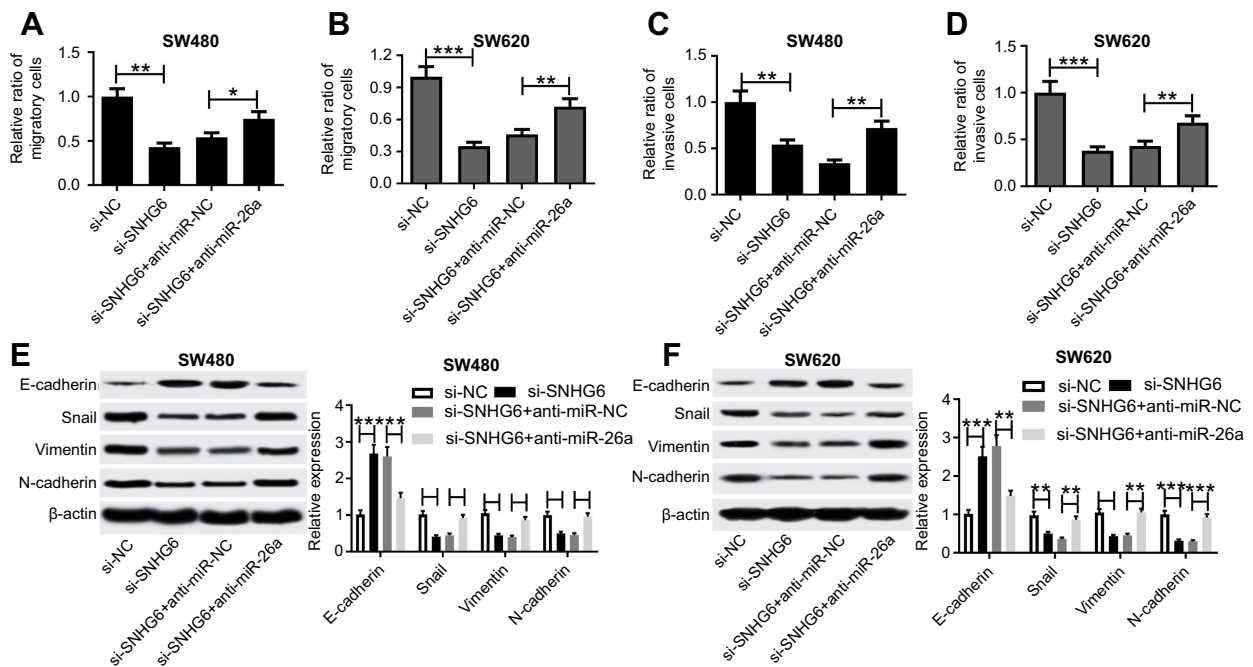 A
SW480
Relative ratio of
migratory cells
1.5
1.0
0.5
0.0
**
*
si-NC
si-SNHG6
si-SNHG6+anti-miR-NC
si-SNHG6+anti-miR-26a
B
SW620
Relative ratio of
migratory cells
1.2
0.9
0.6
0.3
0.0
***
**
si-NC
si-SNHG6
si-SNHG6+anti-miR-NC
si-SNHG6+anti-miR-26a
C
SW480
Relative ratio of
invasive cells
1.5
1.0
0.5
0.0
**
**
si-NC
si-SNHG6
si-SNHG6+anti-miR-NC
si-SNHG6+anti-miR-26a
D
SW620
Relative ratio of
invasive cells
1.5
1.0
0.5
0.0
***
**
si-NC
si-SNHG6
si-SNHG6+anti-miR-NC
si-SNHG6+anti-miR-26a
E
SW480
E-cadherin
Snail
Vimentin
N-cadherin
β-actin
si-NC
si-SNHG6
si-SNHG6+anti-miR-NC
si-SNHG6+anti-miR-26a
SW480
si-NC si-SNHG6
si-SNHG6+anti-miR-NC
si-SNHG6+anti-miR-26a
Relative expression
4
3
2
1
0
*****
E-cadherin
Snail
Vimentin
N-cadherin
F
SW620
E-cadherin
Snail
Vimentin
N-cadherin
β-actin
si-NC
si-SNHG6
si-SNHG6+anti-miR-NC
si-SNHG6+anti-miR-26a
SW620
si-NC si-SNHG6
si-SNHG6+anti-miR-NC
si-SNHG6+anti-miR-26a
Relative expression
4
3
2
1
0
*** **
** **
**
*** ***
E-cadherin
Snail
Vimentin
N-cadherin